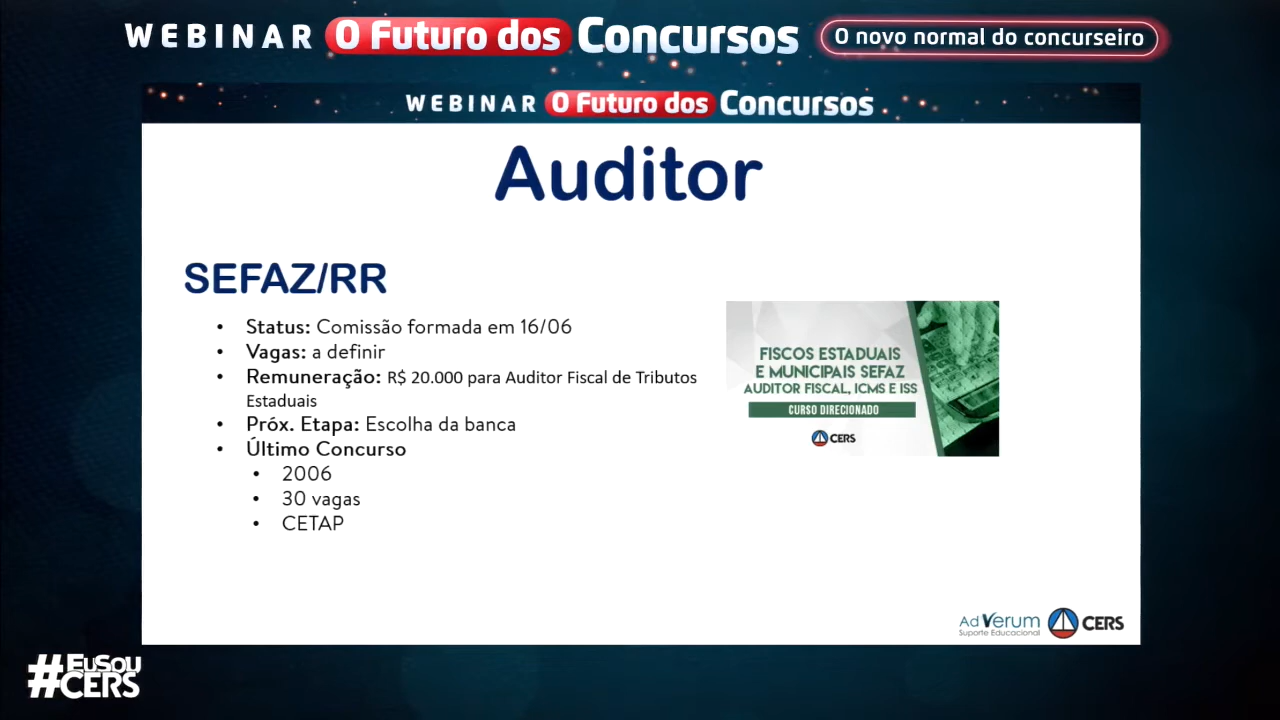 WEBINAR O Futuro dos Concursos O novo normal do concurseiro
WEBINAR O Futuro dos Concursos
Auditor
SEFAZ/RR
• Status: Comissão formada em 16/06
• Vagas: a definir
• Remuneração: R$ 20.000 para Auditor Fiscal de Tributos
Estaduais
• Próx. Etapa: Escolha da banca
• Último Concurso
• 2006
• 30 vagas
• CETAP
FISCOS ESTADUAIS
E MUNICIPAIS SEFAZ
AUDITOR FISCAL, ICMS E ISS
CURSO DIRECIONADO
CERS
Ad Verum
Suporte Educacional
CERS
#EuSou
CERS